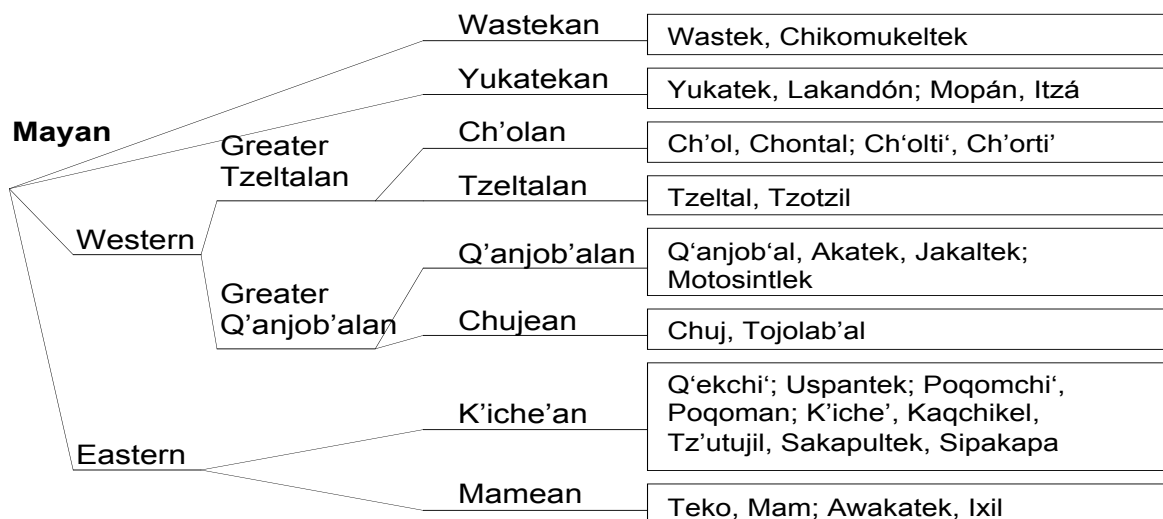 Wastekan
Wastek, Chikomukeltek
Yukatekan
Yukatek, Lakandón; Mopán, Itzá
Mayan
Greater
Tzeltalan
Ch’olan
Ch’ol, Chontal; Ch‘olti‘, Ch’orti’
Tzeltalan
Tzeltal, Tzotzil
Western
Q’anjob’alan
Q‘anjob‘al, Akatek, Jakaltek;
Motosintlek
Greater
Q’anjob’alan
Chujean
Chuj, Tojolab’al
Eastern
K’iche’an
Q‘ekchi‘; Uspantek; Poqomchi‘,
Poqoman; K’iche’, Kaqchikel,
Tz’utujil, Sakapultek, Sipakapa
Mamean
Teko, Mam; Awakatek, Ixil